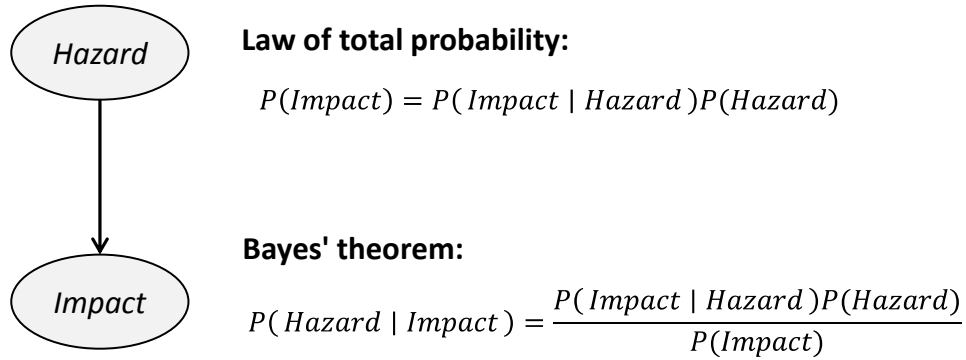 Hazard
Law of total probability:
P(Impact) = P( Impact | Hazard )P(Hazard)
Impact
Bayes' theorem:
P( Hazard | Impact ) = P( Impact | Hazard )P(Hazard) / P(Impact)